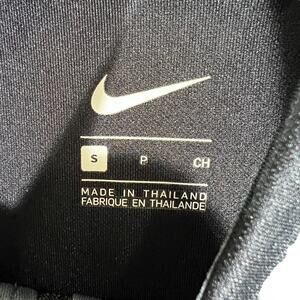 S P CH
MADE IN THAILAND
FABRIQUE EN THAILANDE